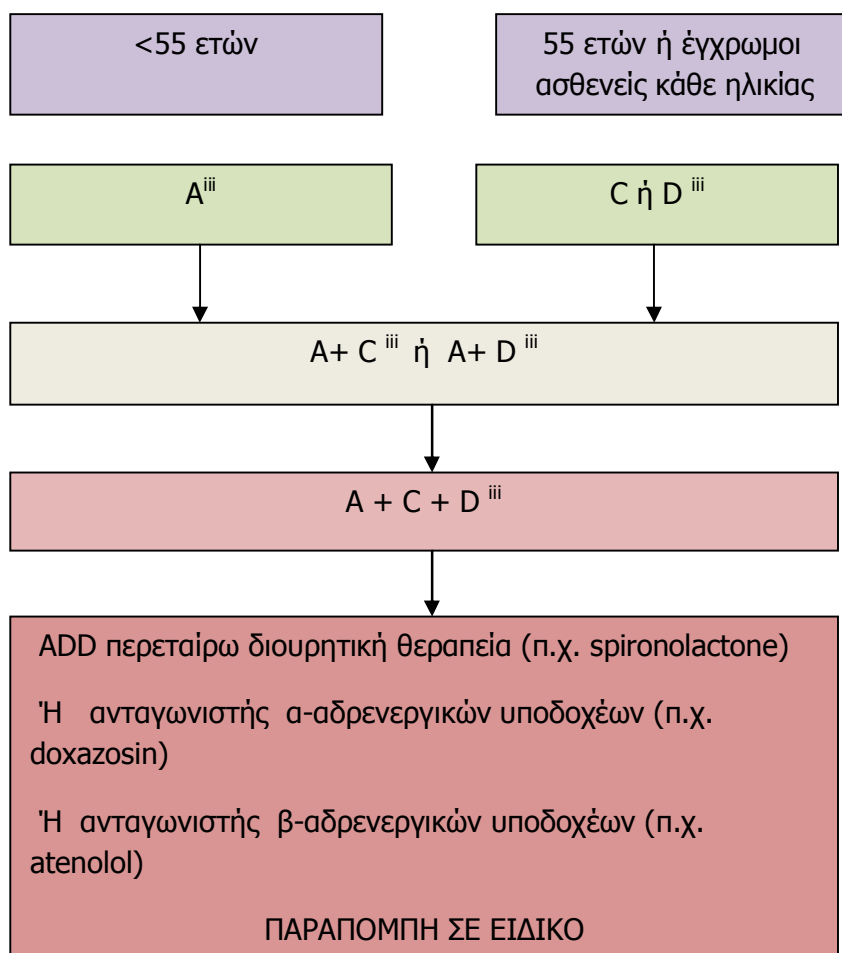 <55 ετών
55 ετών ή έγχρωμοι
ασθενείς κάθε ηλικίας
A iii
C ή D iii
A+ C iii ή A+ D iii
A + C + D iii
ADD περεταίρω διουρητική θεραπεία (π.χ. spironolactone)
Ή ανταγωνιστής α-αδρενεργικών υποδοχέων (π.χ.
doxazosin)
Ή ανταγωνιστής β-αδρενεργικών υποδοχέων (π.χ.
atenolol)
ΠΑΡΑΠΟΜΠΗ ΣΕ ΕΙΔΙΚΟ